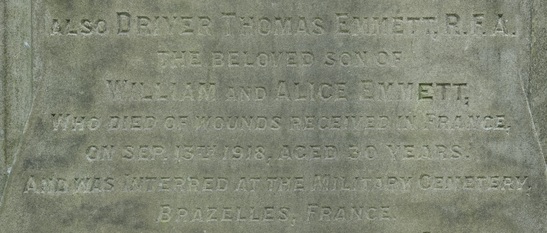 ALSO DRIVER THOMAS EMMETT, R.F.A.
THE BELOVED SON OF
WILLIAM AND ALICE EMMETT,
WHO DIED OF WOUNDS RECEIVED IN FRANCE,
ON SEP. 13TH 1918, AGED 30 YEARS.
AND WAS INTERRED AT THE MILITARY CEMETERY,
BRAZELLES, FRANCE.